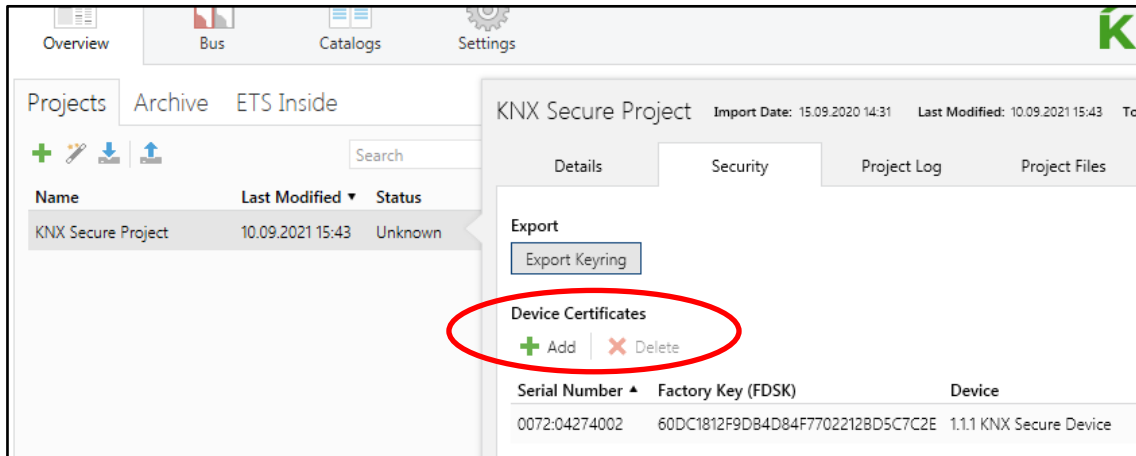 Overview Bus Catalogs Settings
Projects Archive ETS Inside
Search
Name Last Modified Status
KNX Secure Project 10.09.2021 15:43 Unknown
KNX Secure Project Import Date: 15.09.2020 14:31 Last Modified: 10.09.2021 15:43
Details Security Project Log Project Files
Export
Export Keyring
Device Certificates
Add Delete
Serial Number Factory Key (FDSK) Device
0072:04274002 60DC1812F9DB4D84F7702212BD5C7C2E 1.1.1 KNX Secure Device